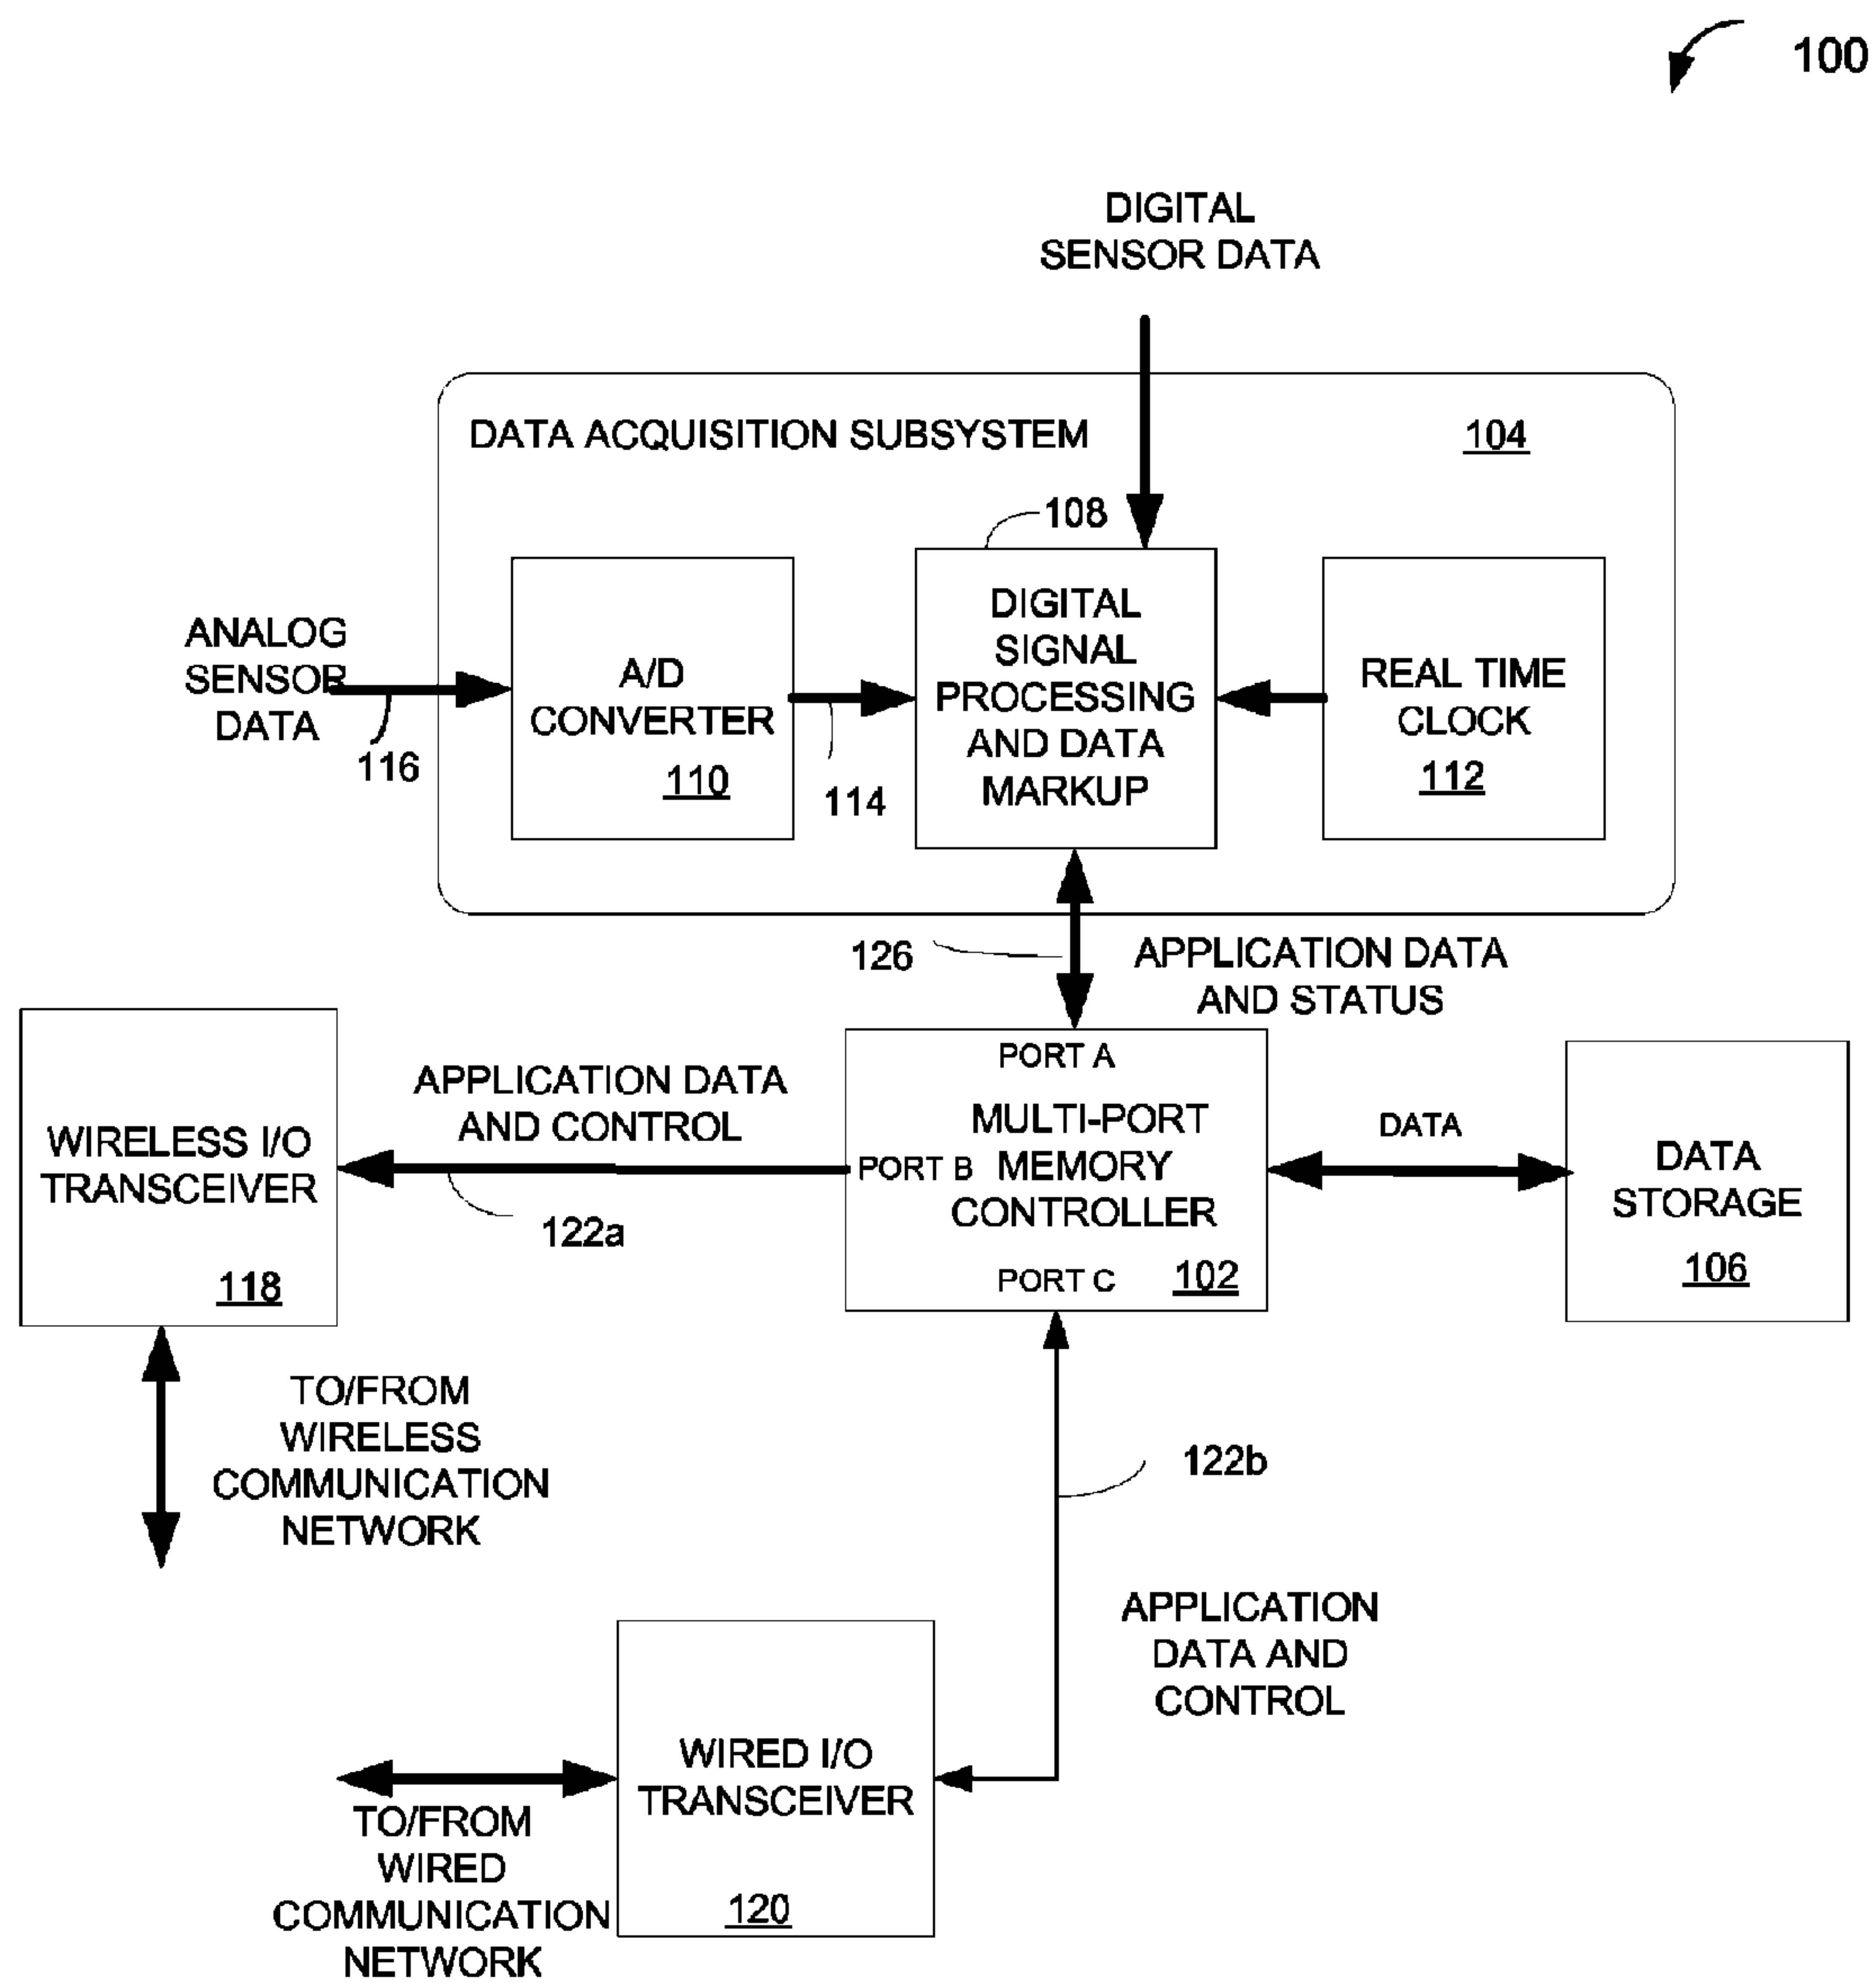 100
DIGITAL
SENSOR DATA
DATA ACQUISITION SUBSYSTEM
104
108
ANALOG
SENSOR
DATA
116
A/D
CONVERTER
110
114
DIGITAL
SIGNAL
PROCESSING
AND DATA
MARKUP
REAL TIME
CLOCK
112
126
APPLICATION DATA
AND STATUS
WIRELESS I/O
TRANSCEIVER
118
APPLICATION DATA
AND CONTROL
122a
PORT A
MULTI-PORT
PORT B MEMORY
CONTROLLER
PORT C
102
DATA
DATA
STORAGE
106
TO/FROM
WIRELESS
COMMUNICATION
NETWORK
122b
APPLICATION
DATA AND
CONTROL
WIRED I/O
TRANSCEIVER
120
TO/FROM
WIRED
COMMUNICATION
NETWORK